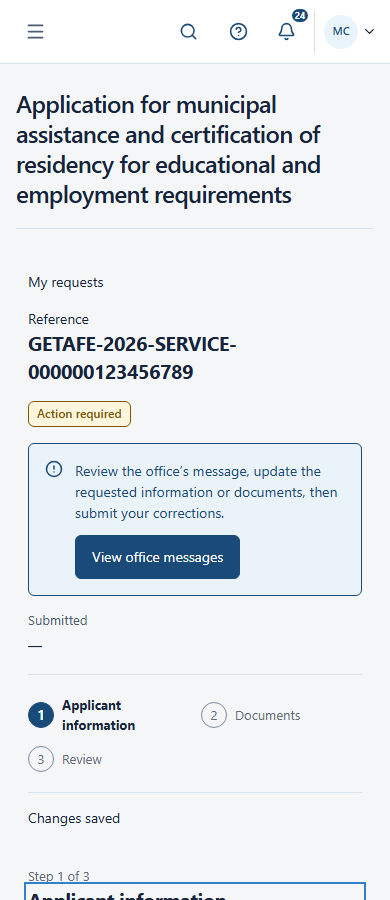 24
MC
Application for municipal
assistance and certification of
residency for educational and
employment requirements
My requests
Reference
GETAFE-2026-SERVICE-
000000123456789
Action required
Review the office's message, update the
requested information or documents, then
submit your corrections.
View office messages
Submitted
—
1 Applicant
information
2 Documents
3 Review
Changes saved
Step 1 of 3
Applicant information